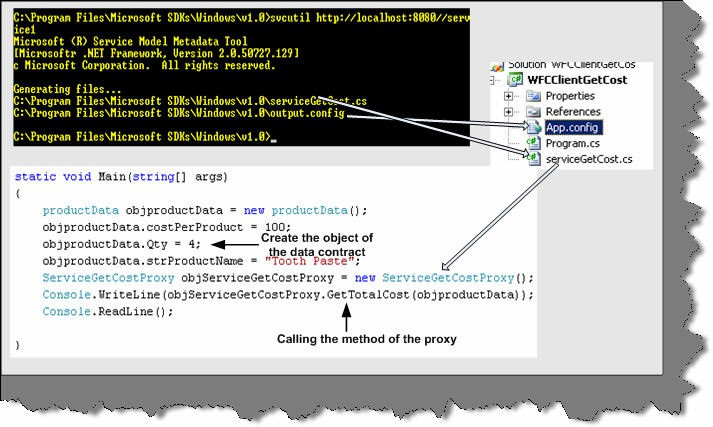 C:\Program Files\Microsoft SDKs\Windows\v1.0>svcutil http://localhost:8080//serv
ice1
Microsoft (R) Service Model Metadata Tool
[Microsoftr .NET Framework, Version 2.0.50727.129]
c Microsoft Corporation.  All rights reserved.
Generating files...
C:\Program Files\Microsoft SDKs\Windows\v1.0\serviceGetCost.cs
C:\Program Files\Microsoft SDKs\Windows\v1.0\output.config
C:\Program Files\Microsoft SDKs\Windows\v1.0>_
Solution 'WFCClientGetCos
WFCClientGetCost
Properties
References
App.config
Program.cs
serviceGetCost.cs
static void Main(string[] args)
{
productData objproductData = new productData();
objproductData.costPerProduct = 100;
objproductData.Qty = 4;
Create the object of
the data contract
objproductData.strProductName = "Tooth Paste";
ServiceGetCostProxy objServiceGetCostProxy = new ServiceGetCostProxy();
Console.WriteLine(objServiceGetCostProxy.GetTotalCost(objproductData));
Console.ReadLine();
Calling the method of the proxy
}